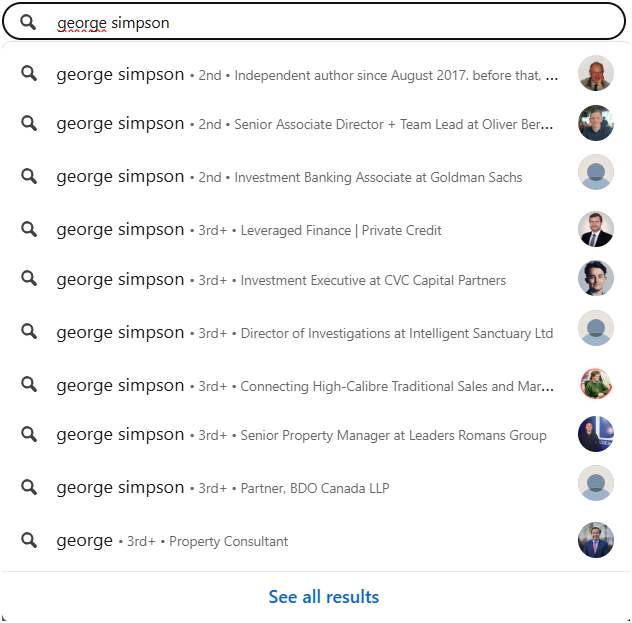 george simpson
george simpson • 2nd • Independent author since August 2017. before that, ...
george simpson • 2nd • Senior Associate Director + Team Lead at Oliver Ber...
george simpson • 2nd • Investment Banking Associate at Goldman Sachs
george simpson • 3rd+ • Leveraged Finance | Private Credit
george simpson • 3rd+ • Investment Executive at CVC Capital Partners
george simpson • 3rd+ • Director of Investigations at Intelligent Sanctuary Ltd
george simpson • 3rd+ • Connecting High-Calibre Traditional Sales and Mar...
george simpson • 3rd+ • Senior Property Manager at Leaders Romans Group
george simpson • 3rd+ • Partner, BDO Canada LLP
george • 3rd+ • Property Consultant
See all results